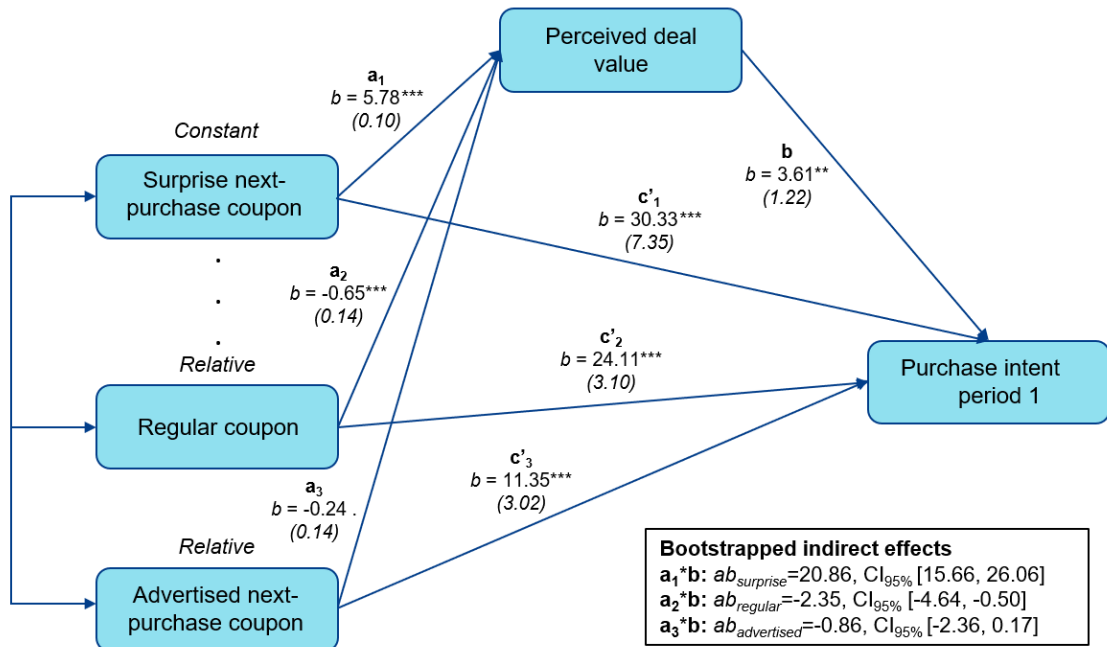 Perceived deal
value
a₁
b = 5.78***
(0.10)
Constant
Surprise next-
purchase coupon
b
b = 3.61**
(1.22)
c'₁
b = 30.33***
(7.35)
.
.
.
a₂
b = -0.65***
(0.14)
Relative
Regular coupon
c'₂
b = 24.11***
(3.10)
Purchase intent
period 1
c'₃
b = 11.35***
(3.02)
a₃
b = -0.24 .
(0.14)
Relative
Advertised next-
purchase coupon
Bootstrapped indirect effects
a₁*b: ab_surprise=20.86, CI₉₅% [15.66, 26.06]
a₂*b: ab_regular=-2.35, CI₉₅% [-4.64, -0.50]
a₃*b: ab_advertised=-0.86, CI₉₅% [-2.36, 0.17]